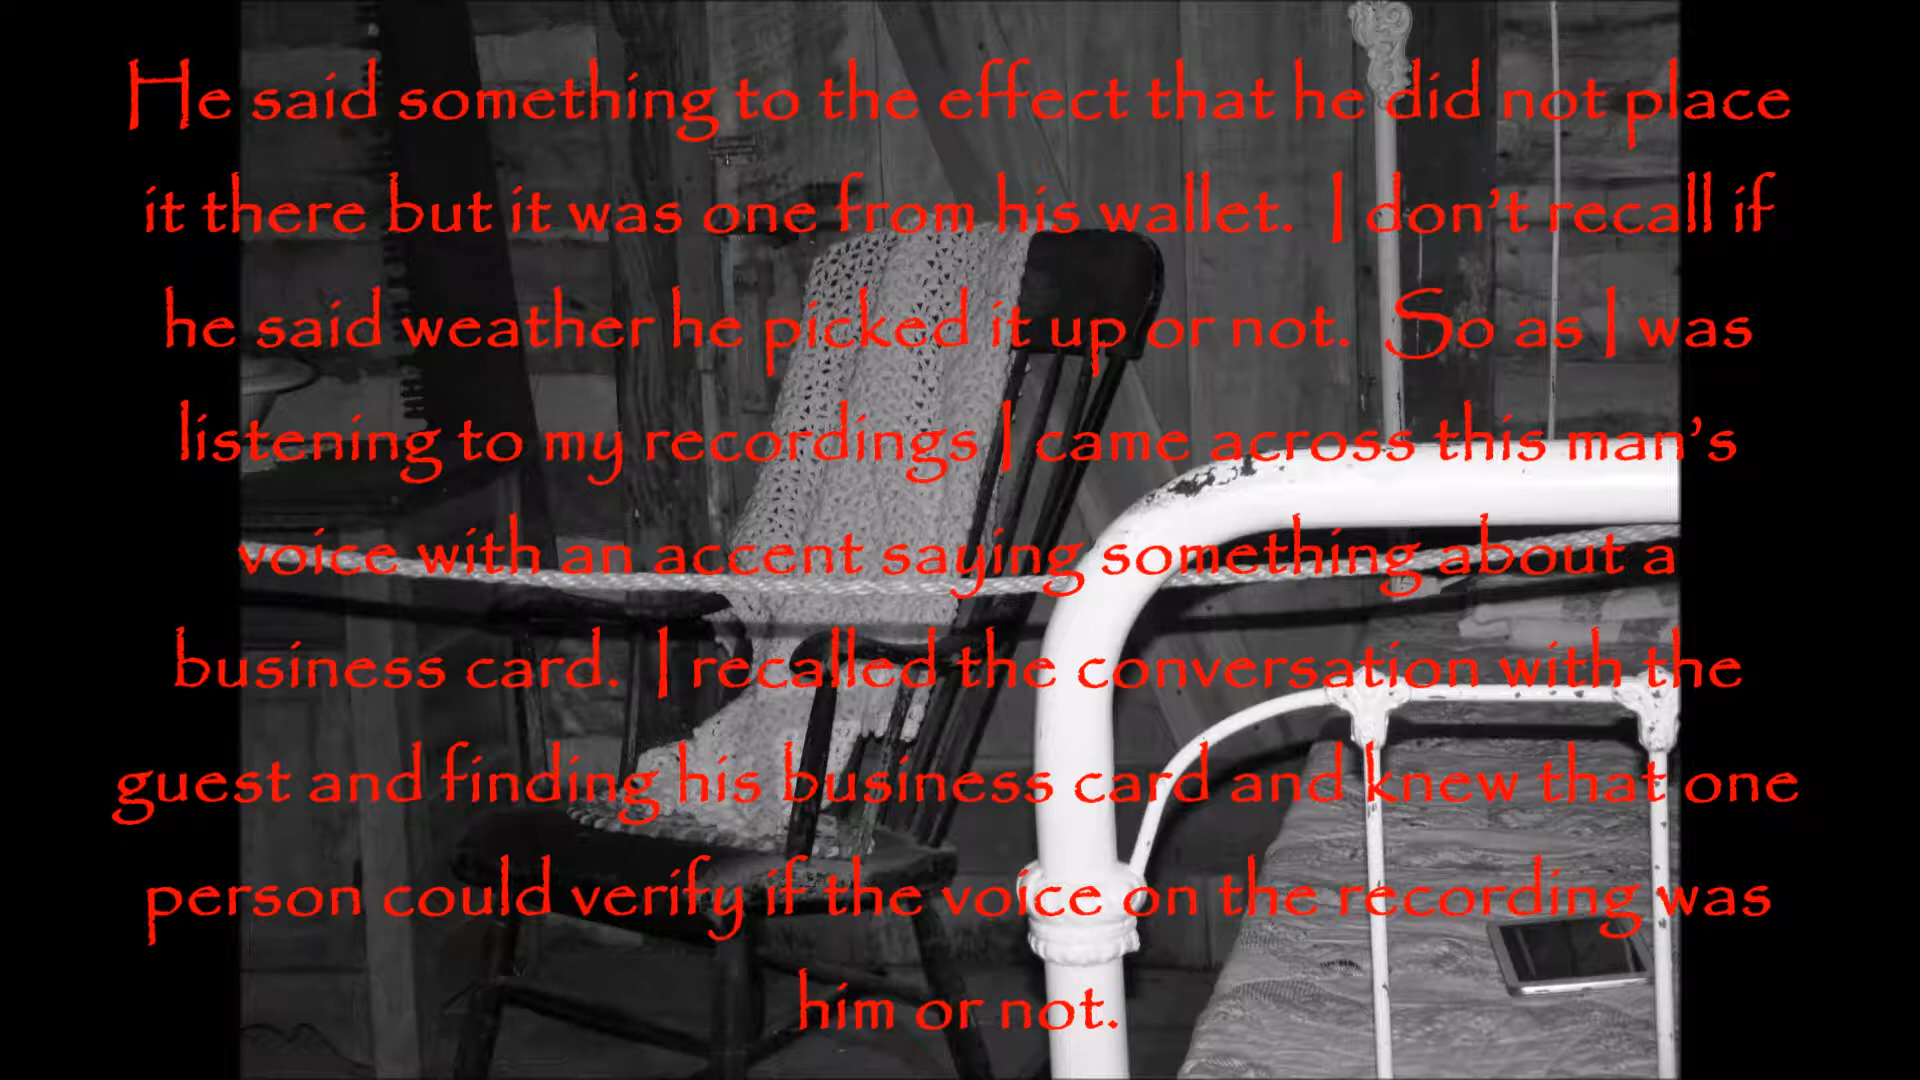 He said something to the effect that he did not place
it there but it was one from his wallet.  I don't recall if
he said weather he picked it up or not.  So as I was
listening to my recordings I came across this man's
voice with an accent saying something about a
business card.  I recalled the conversation with the
guest and finding his business card and knew that one
person could verify if the voice on the recording was
him or not.